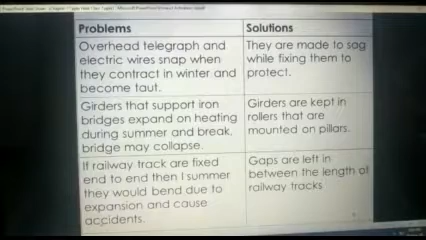 Problems
Solutions
Overhead telegraph and
electric wires snap when
they contract in winter and
become taut.
They are made to sag
while fixing them to
protect.
Girders that support iron
bridges expand on heating
during summer and break,
bridge may collapse.
Girders are kept in
rollers that are
mounted on pillars.
If railway track are fixed
end to end then I summer
they would bend due to
expansion and cause
accidents.
Gaps are left in
between the length of
railway tracks